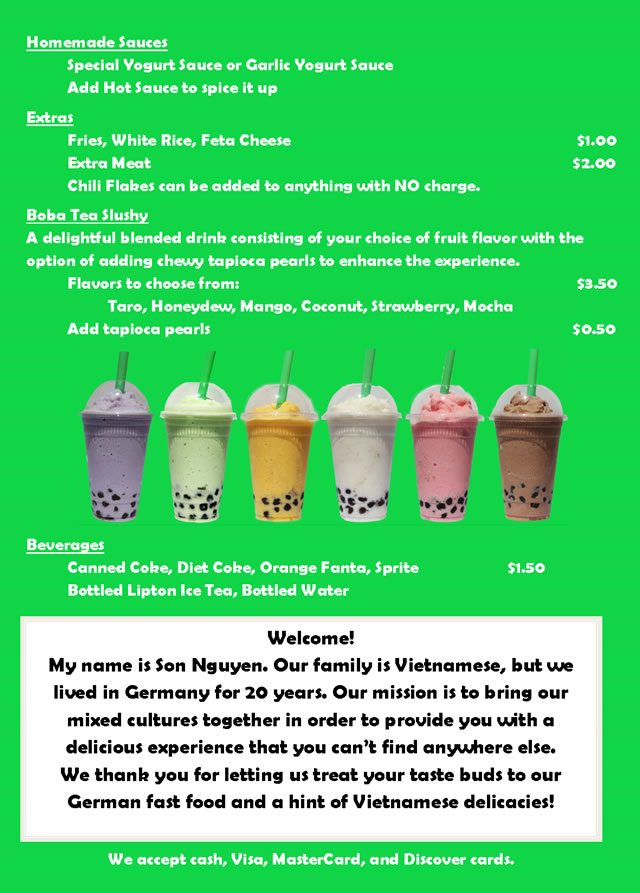 Homemade Sauces
Special Yogurt Sauce or Garlic Yogurt Sauce
Add Hot Sauce to spice it up
Extras
Fries, White Rice, Feta Cheese $1.00
Extra Meat $2.00
Chili Flakes can be added to anything with NO charge.
Boba Tea Slushy
A delightful blended drink consisting of your choice of fruit flavor with the
option of adding chewy tapioca pearls to enhance the experience.
Flavors to choose from: $3.50
Taro, Honeydew, Mango, Coconut, Strawberry, Mocha
Add tapioca pearls $0.50
Beverages
Canned Coke, Diet Coke, Orange Fanta, Sprite $1.50
Bottled Lipton Ice Tea, Bottled Water
Welcome!
My name is Son Nguyen. Our family is Vietnamese, but we
lived in Germany for 20 years. Our mission is to bring our
mixed cultures together in order to provide you with a
delicious experience that you can't find anywhere else.
We thank you for letting us treat your taste buds to our
German fast food and a hint of Vietnamese delicacies!
We accept cash, Visa, MasterCard, and Discover cards.